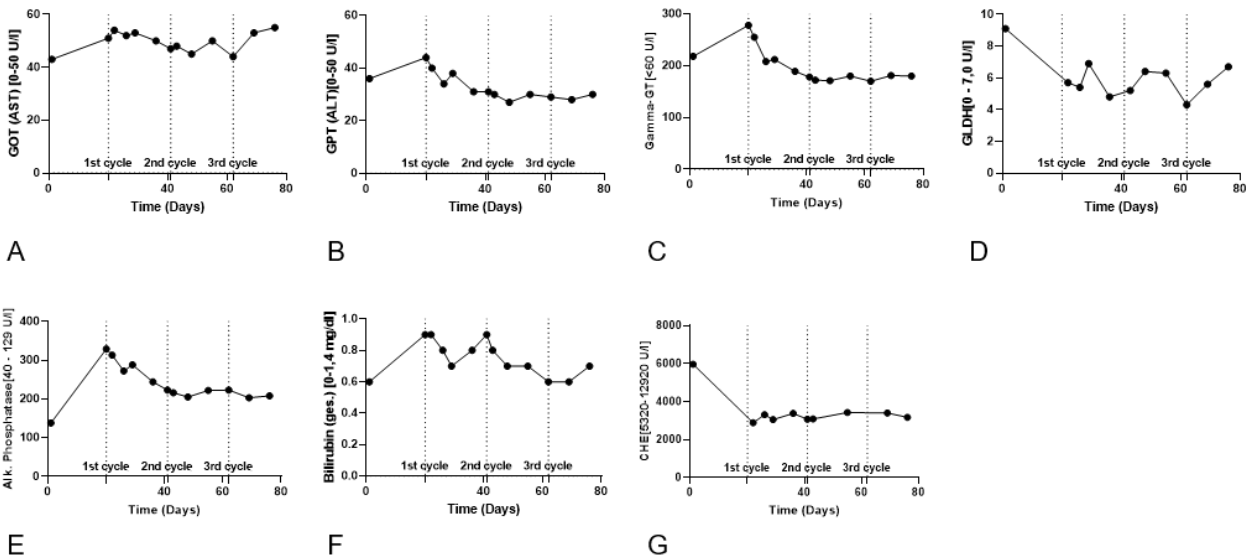 GOT (AST) [0-50 U/l]
60
40
20
0
1st cycle 2nd cycle 3rd cycle
0 20 40 60 80
Time (Days)
A
GPT (ALT)[0-50 U/l]
60
40
20
0
1st cycle 2nd cycle 3rd cycle
0 20 40 60 80
Time (Days)
B
Gamma-GT [<60 U/l]
300
200
100
0
1st cycle 2nd cycle 3rd cycle
0 20 40 60 80
Time (Days)
C
GLDH[0 - 7,0 U/l]
10
8
6
4
2
0
1st cycle 2nd cycle 3rd cycle
0 20 40 60 80
Time (Days)
D
Alk. Phosphatase[40 - 129 U/l]
400
300
200
100
0
1st cycle 2nd cycle 3rd cycle
0 20 40 60 80
Time (Days)
E
Bilirubin (ges.) [0-1,4 mg/dl]
1.0
0.8
0.6
0.4
0.2
0.0
1st cycle 2nd cycle 3rd cycle
0 20 40 60 80
Time (Days)
F
CHE[5320-12920 U/l]
8000
6000
4000
2000
0
1st cycle 2nd cycle 3rd cycle
0 20 40 60 80
Time (Days)
G